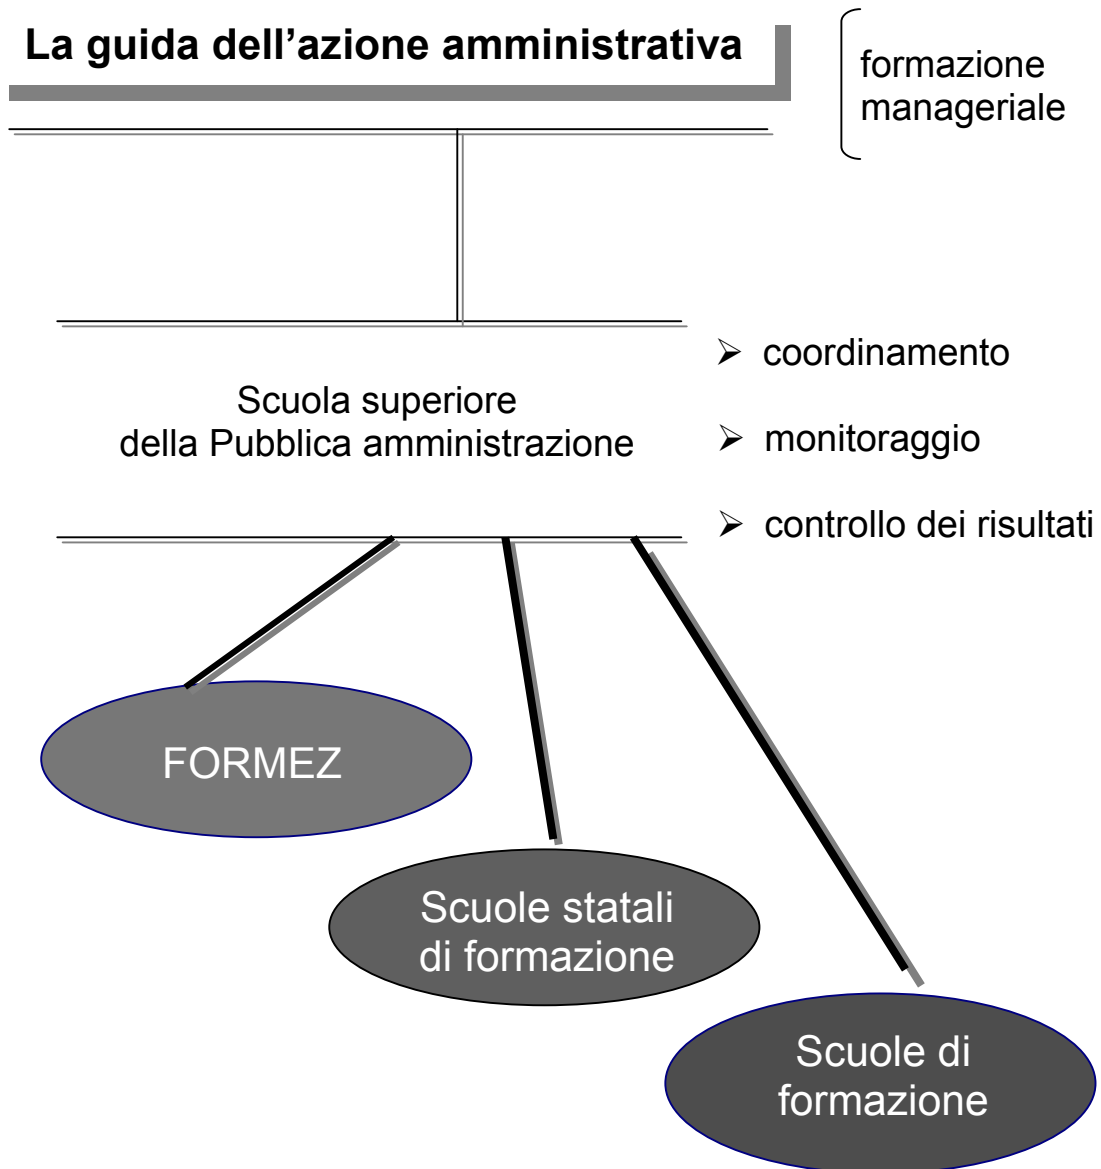 La guida dell’azione amministrativa
formazione
manageriale
Scuola superiore
della Pubblica amministrazione
➢ coordinamento
➢ monitoraggio
➢ controllo dei risultati
FORMEZ
Scuole statali
di formazione
Scuole di
formazione